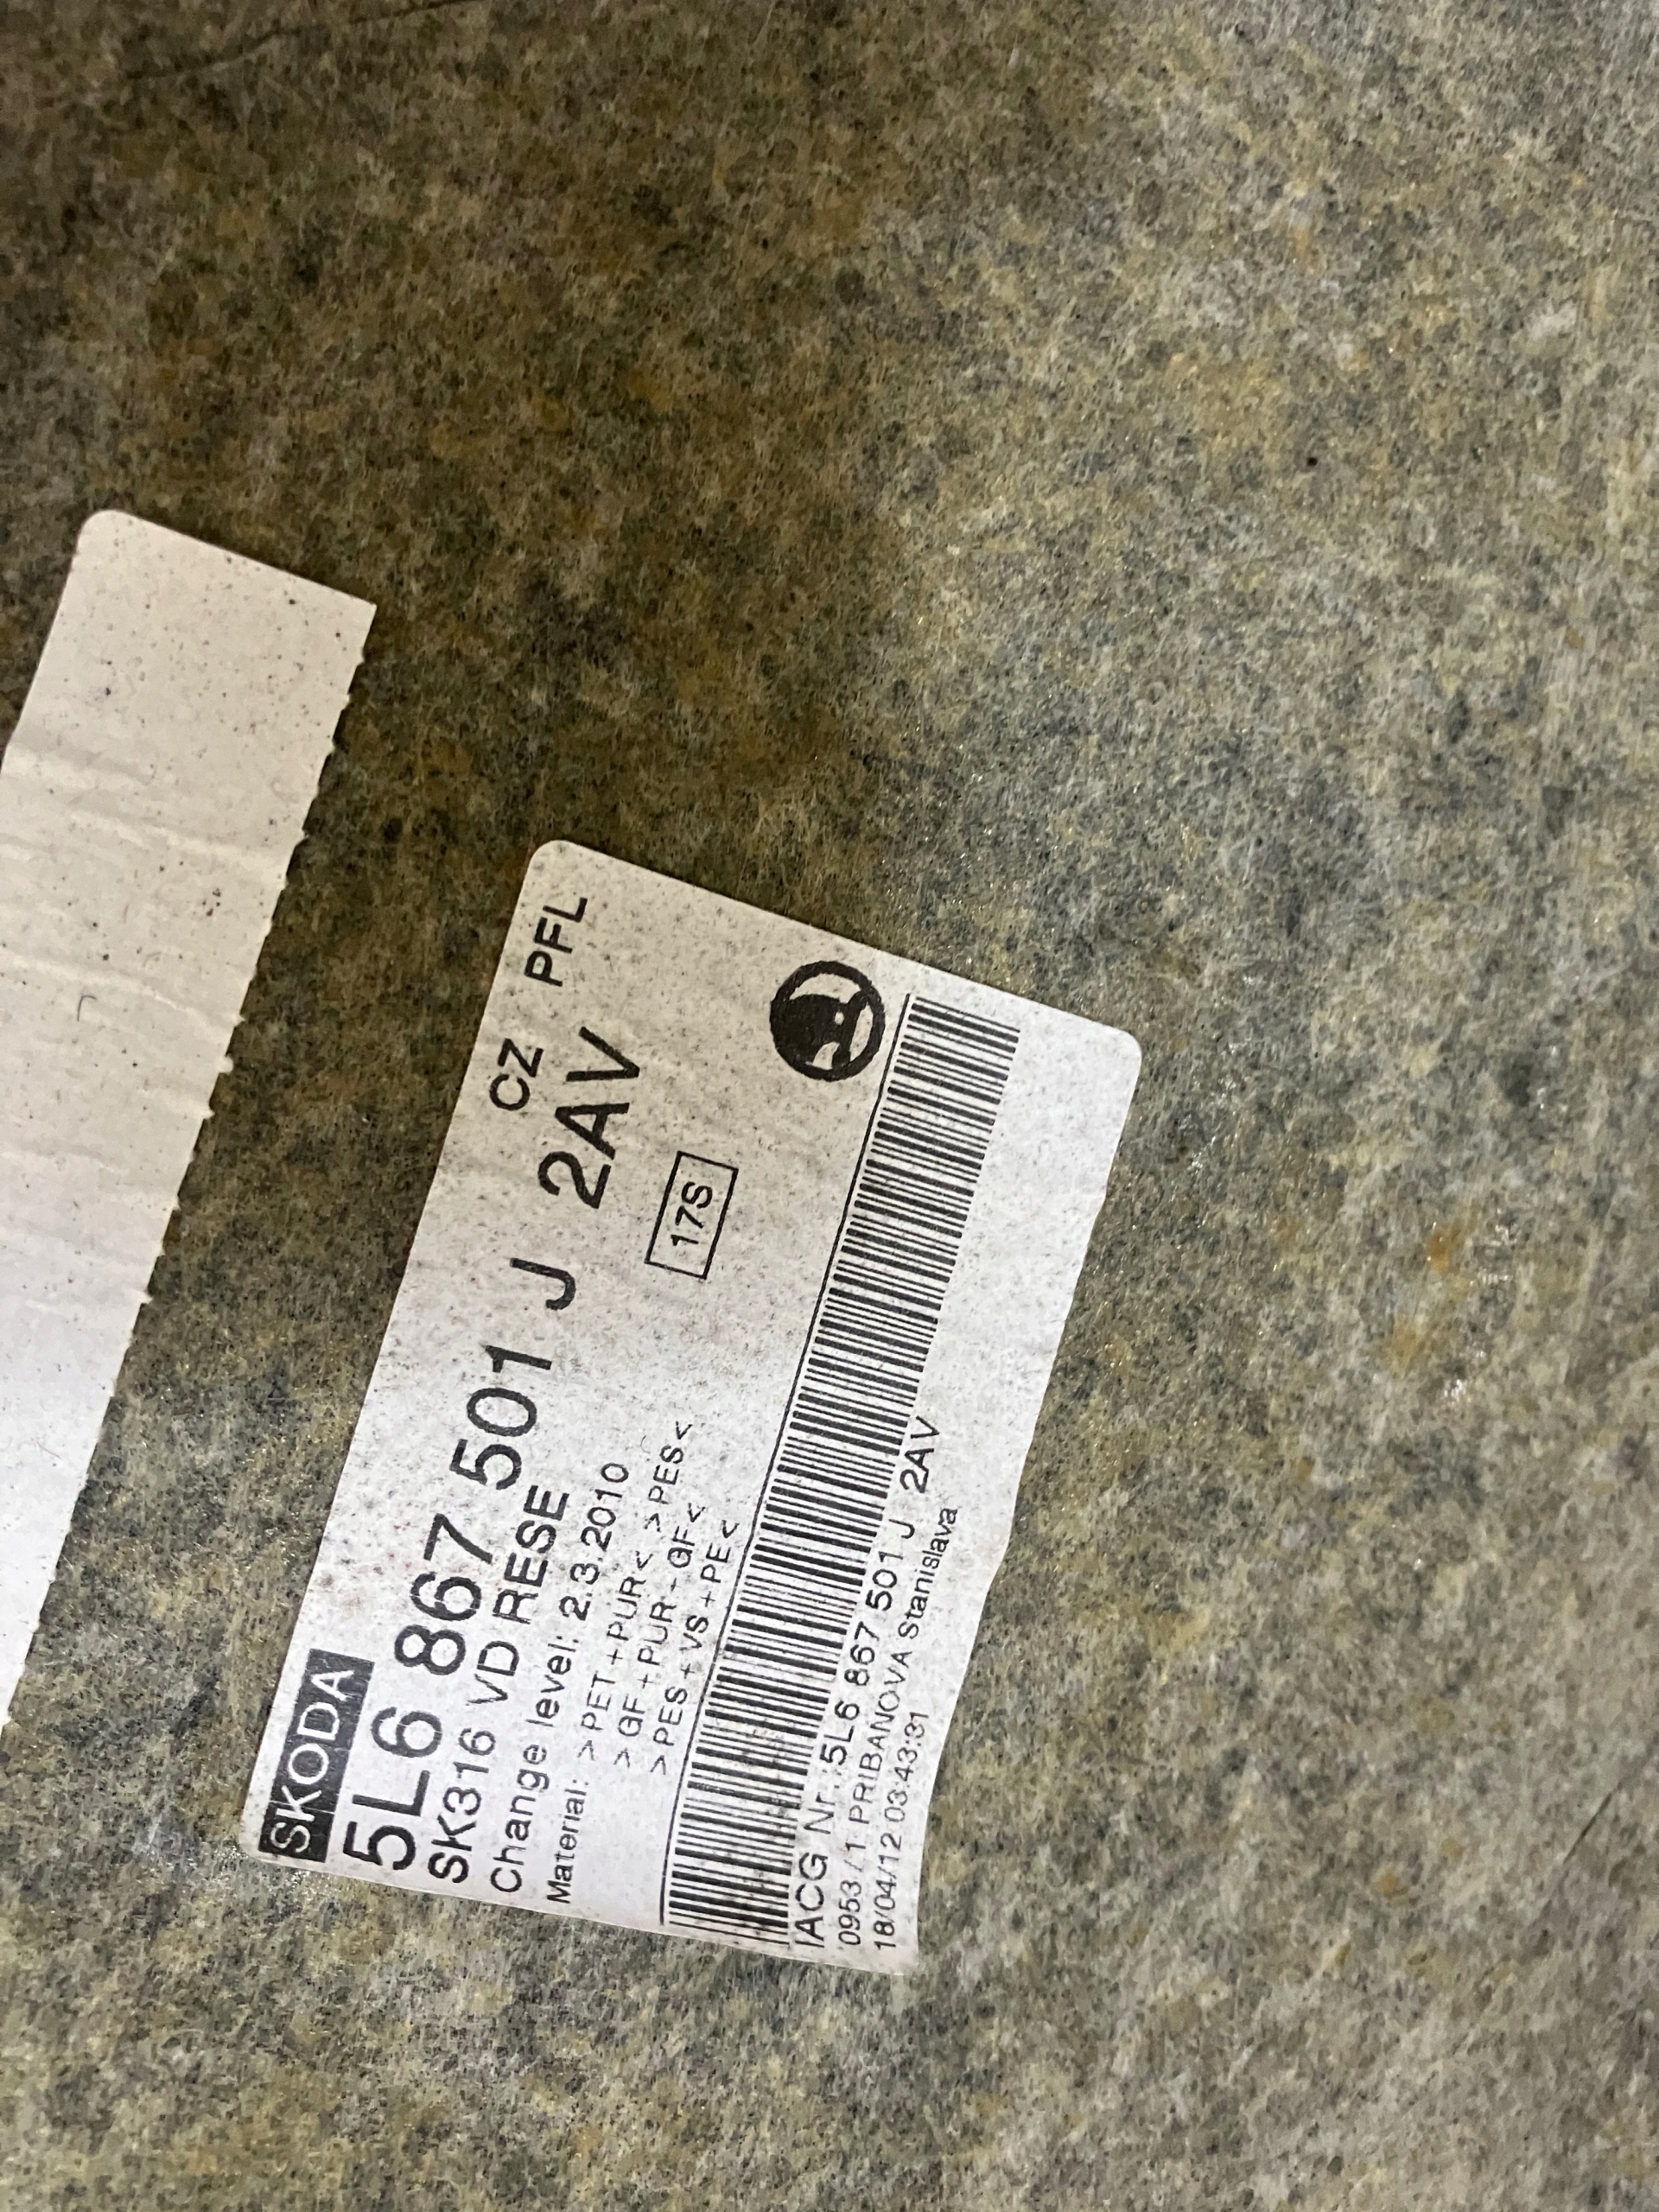 SKODA
CZ PFL
5L6 867 501 J 2AV
SK316 VD RESE
Change level: 2.3.2010
17S
Material: >PET+PUR< >PES<
>GF+PUR-GF<
>PES+VS+PE<
IACG Nr.:5L6 867 501 J 2AV
0953/1 PRIBANOVA Stanislava
18/04/12 03:43:31